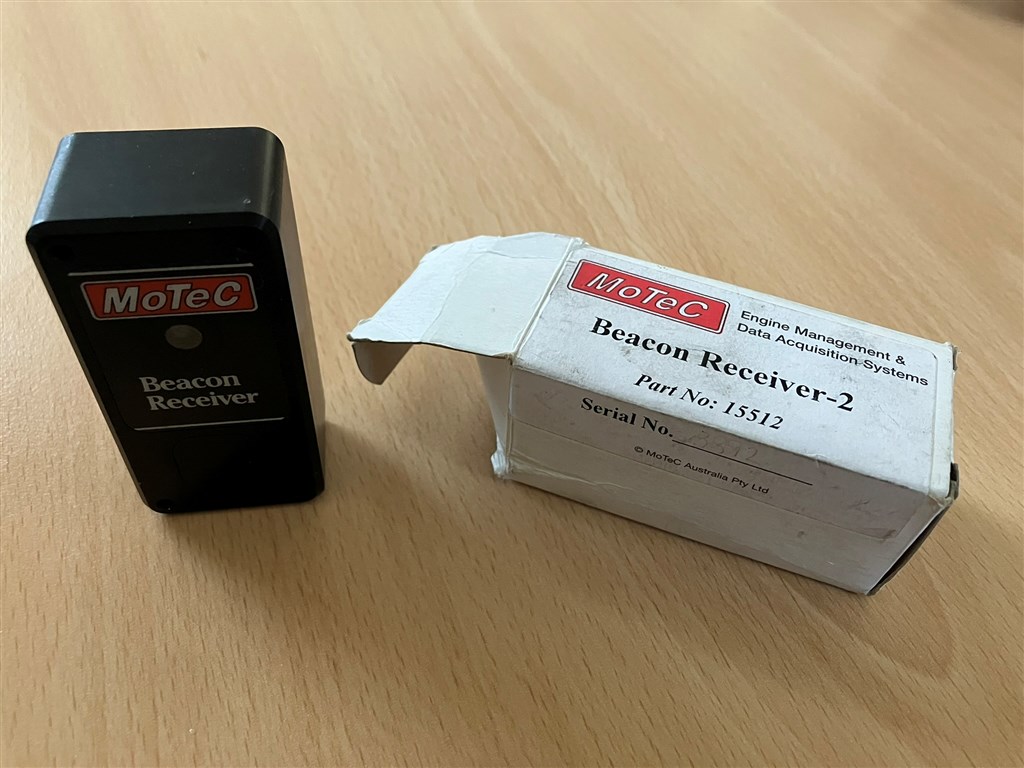 MoTeC
Beacon
Receiver
MoTeC
Engine Management &
Data Acquisition Systems
Beacon Receiver-2
Part No: 15512
Serial No.
© MoTeC Australia Pty Ltd